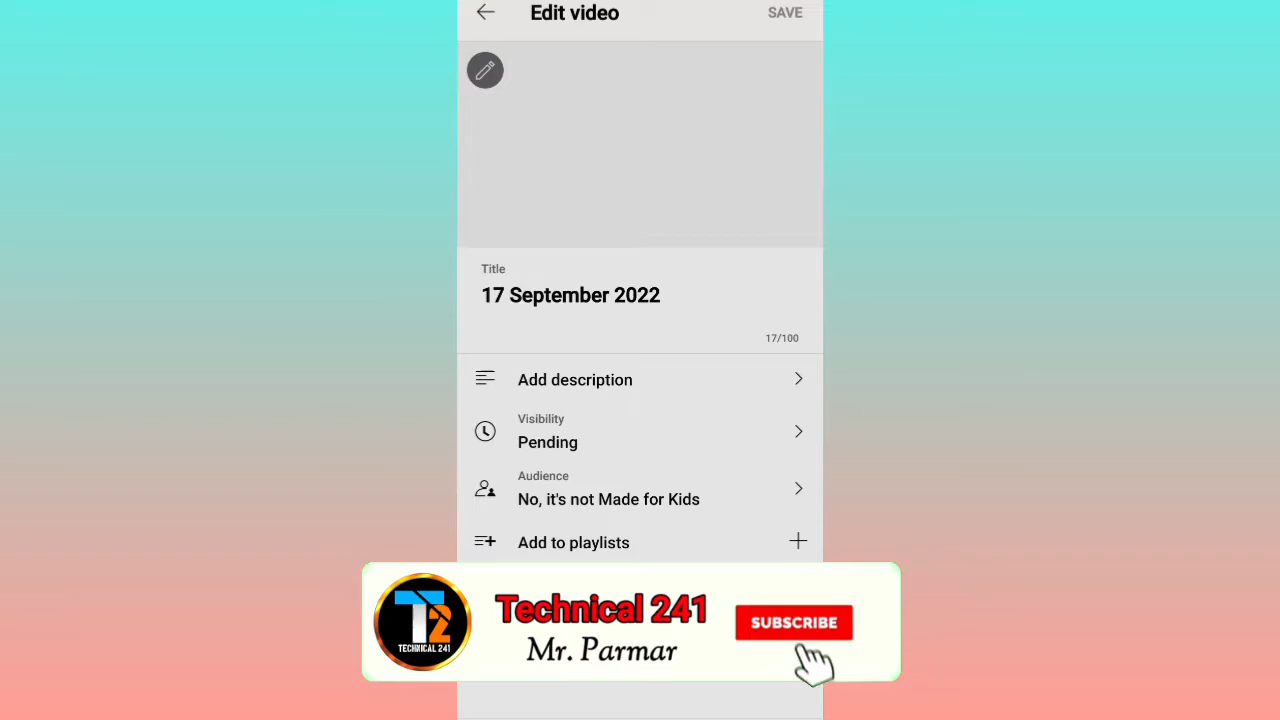 Edit video
SAVE
Title
17 September 2022
17/100
Add description
Visibility
Pending
Audience
No, it's not Made for Kids
Add to playlists
T2
TECHNICAL 241
Technical 241
Mr. Parmar
SUBSCRIBE